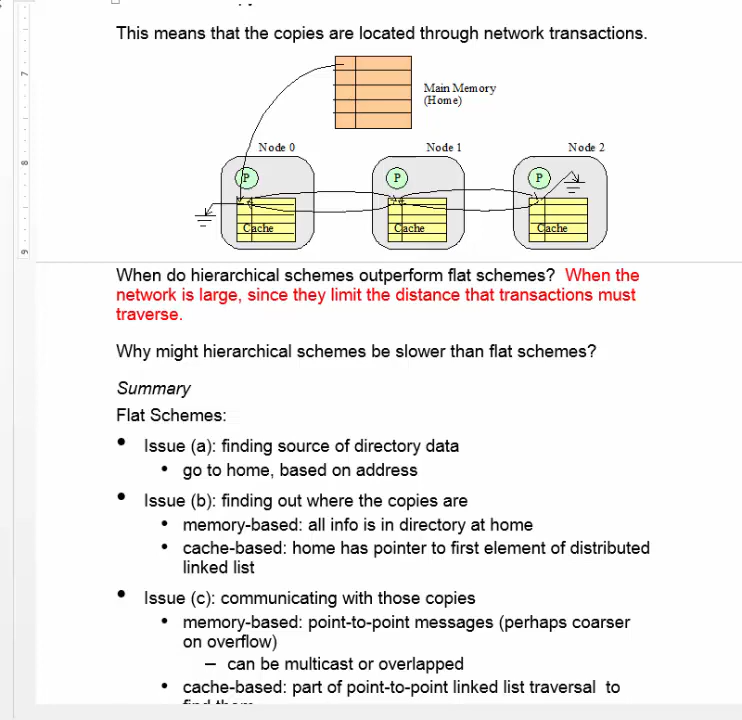 This means that the copies are located through network transactions.
Main Memory
(Home)
Node 0
Node 1
Node 2
P
P
P
Cache
Cache
Cache
When do hierarchical schemes outperform flat schemes? When the
network is large, since they limit the distance that transactions must
traverse.
Why might hierarchical schemes be slower than flat schemes?
Summary
Flat Schemes:
• Issue (a): finding source of directory data
• go to home, based on address
• Issue (b): finding out where the copies are
• memory-based: all info is in directory at home
• cache-based: home has pointer to first element of distributed
linked list
• Issue (c): communicating with those copies
• memory-based: point-to-point messages (perhaps coarser
on overflow)
– can be multicast or overlapped
• cache-based: part of point-to-point linked list traversal to
7
8
9